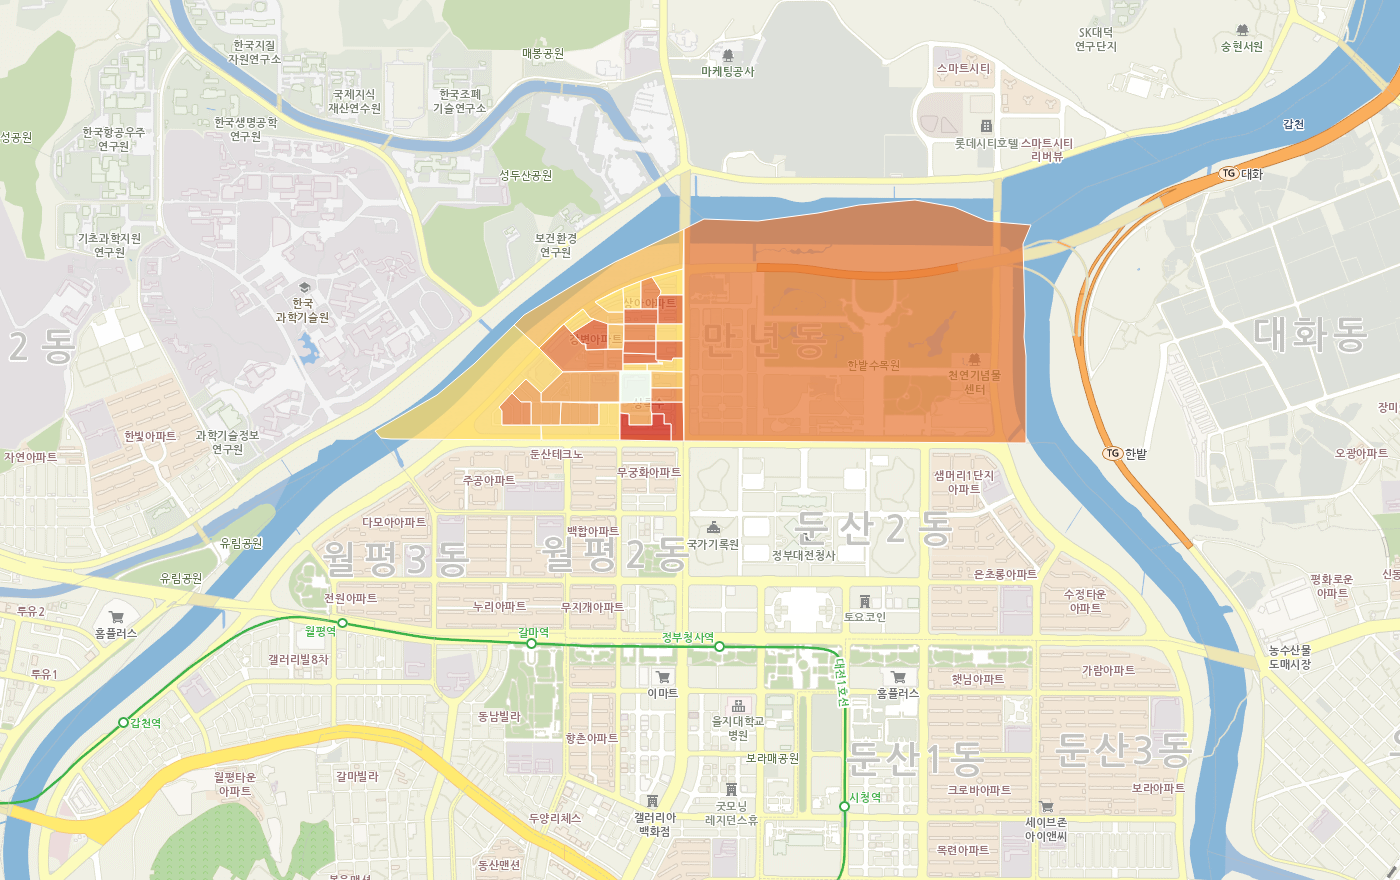 한국지질
자원연구소
매봉공원
마케팅공사
SK대덕
연구단지
숭현서원
스마트시티
국제지식
재산연수원
한국조폐
기술연구소
한국생명공학
연구원
한국항공우주
연구원
성공원
갑천
롯데시티호텔
스마트시티
리버뷰
TG 대화
성두산공원
기초과학지원
연구원
보건환경
연구원
한국
과학기술원
2 동
상아아파트
강변아파트
만년동
한밭수목원
천연기념물
센터
대화동
장미
한빛아파트
과학기술정보
연구원
자연아파트
TG 한밭
오광아파트
둔산테크노
주공아파트
무궁화아파트
샘머리1단지
아파트
다모아아파트
백합아파트
국가기록원
둔산2동
정부대전청사
유림공원
월평3동
월평2동
유림공원
은초롱아파트
수정타운
아파트
평화로운
아파트
신동
전원아파트
누리아파트
무지개아파트
토요코인
투유2
홈플러스
월평역
갈마역
정부청사역
대전1호선
농수산물
도매시장
갤러리빌8차
투유1
이마트
홈플러스
햇님아파트
가람아파트
갑천역
동남빌라
을지대학교
병원
향촌아파트
보라매공원
둔산1동
둔산3동
월평타운
아파트
갈마빌라
크로바아파트
보라아파트
굿모닝
레지던스휴
시청역
갤러리아
백화점
두양리체스
세이브존
아이앤씨
목련아파트
동산맨션